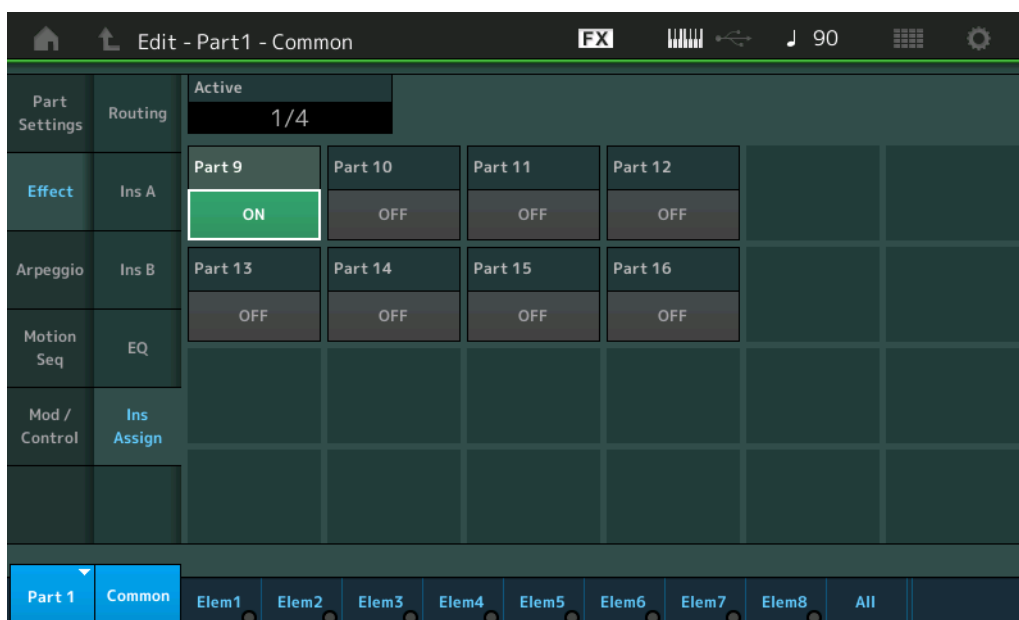 Edit - Part1 - Common
FX
90
Part Settings
Routing
Active
1/4
Effect
Ins A
Part 9
ON
Part 10
OFF
Part 11
OFF
Part 12
OFF
Arpeggio
Ins B
Part 13
OFF
Part 14
OFF
Part 15
OFF
Part 16
OFF
Motion Seq
EQ
Mod / Control
Ins Assign
Part 1
Common
Elem1
Elem2
Elem3
Elem4
Elem5
Elem6
Elem7
Elem8
All